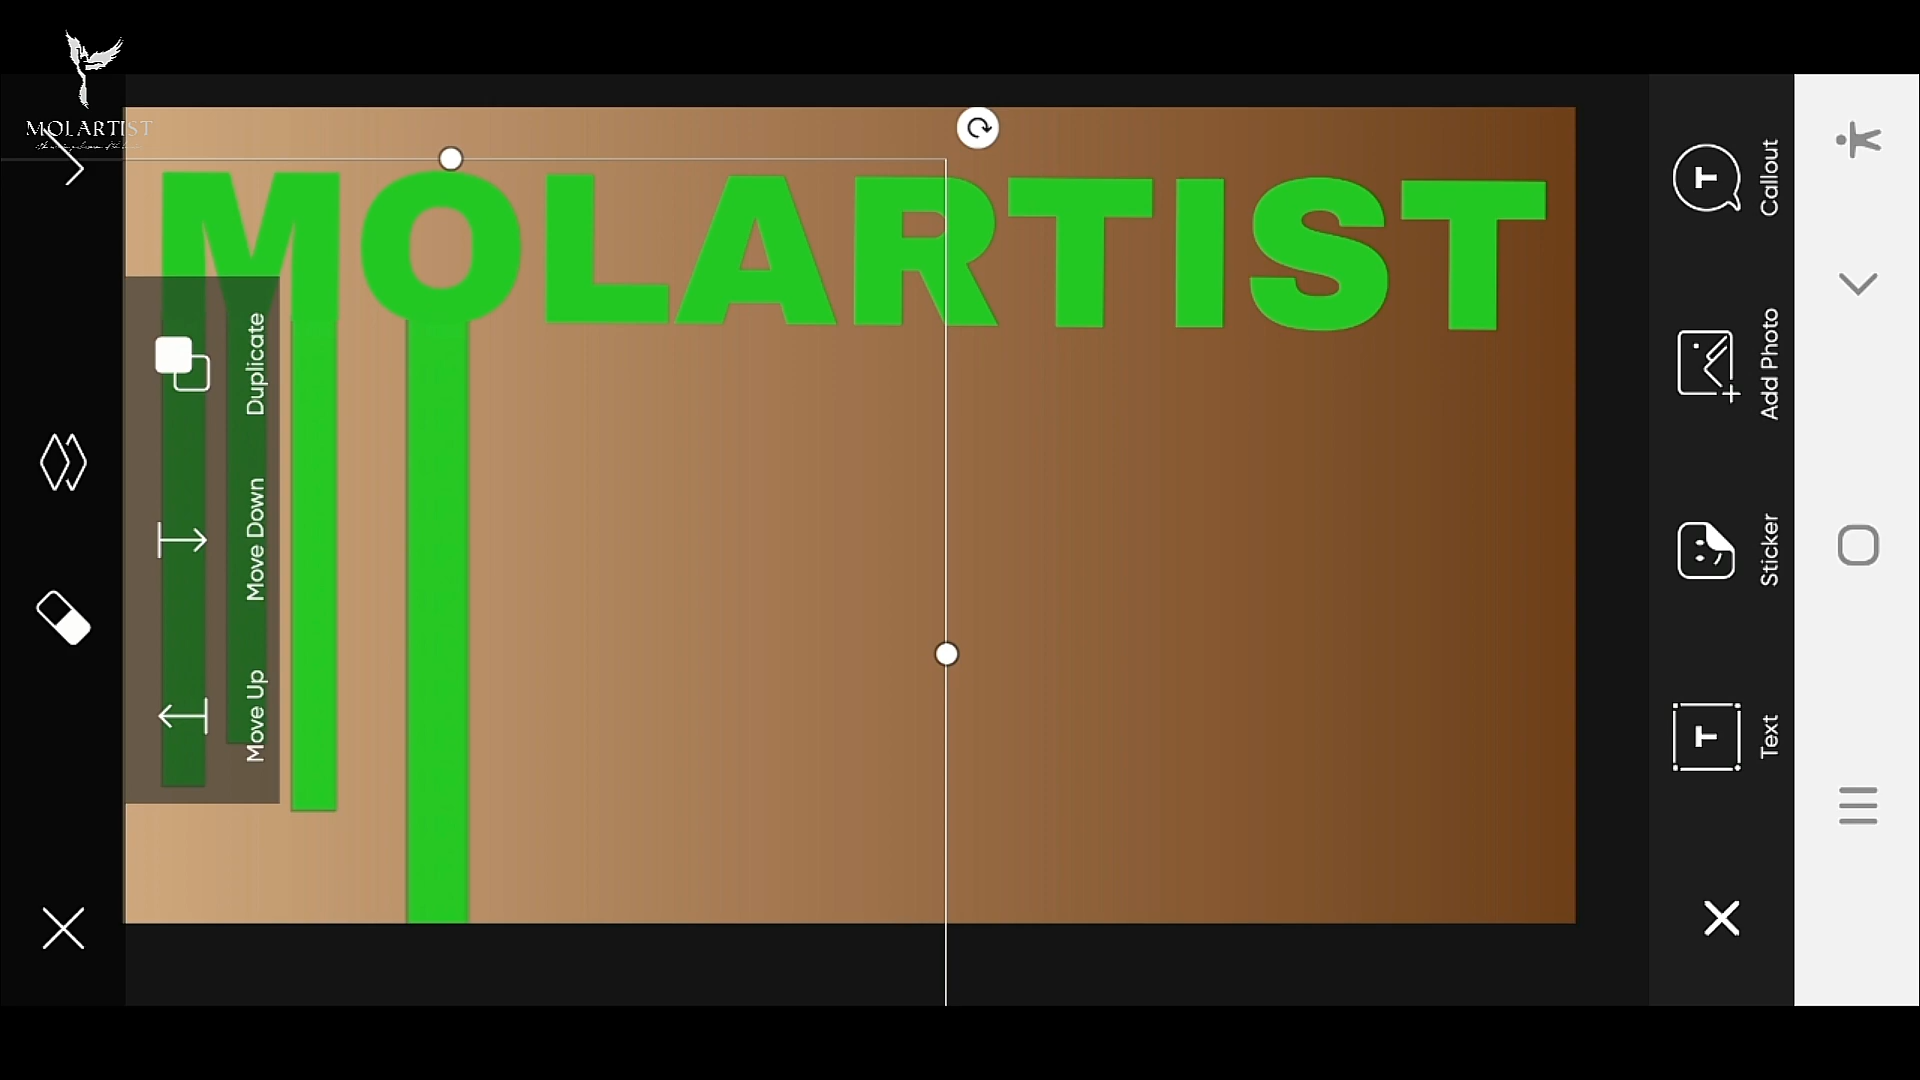 MOLARTIST
MOLARTIST
Duplicate
Move Down
Move Up
Callout
Add Photo
Sticker
Text